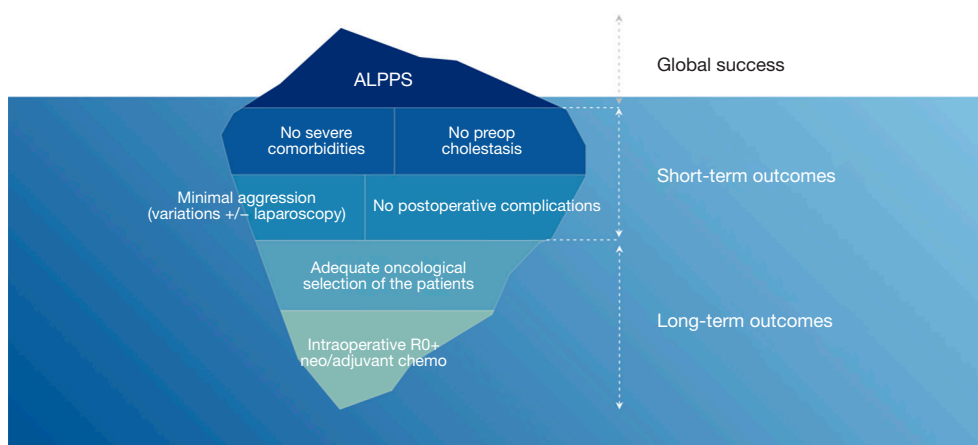 Global success
ALPPS
No severe
comorbidities
No preop
cholestasis
Short-term outcomes
Minimal aggression
(variations +/− laparoscopy)
No postoperative complications
Adequate oncological
selection of the patients
Long-term outcomes
Intraoperative R0+
neo/adjuvant chemo